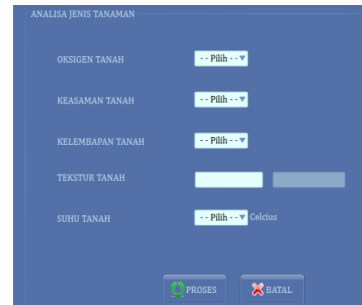 ANALISA JENIS TANAMAN
OKSIGEN TANAH - - Pilih - -
KEASAMAN TANAH - - Pilih - -
KELEMBAPAN TANAH - - Pilih - -
TEKSTUR TANAH
SUHU TANAH - - Pilih - - Celcius
PROSES BATAL